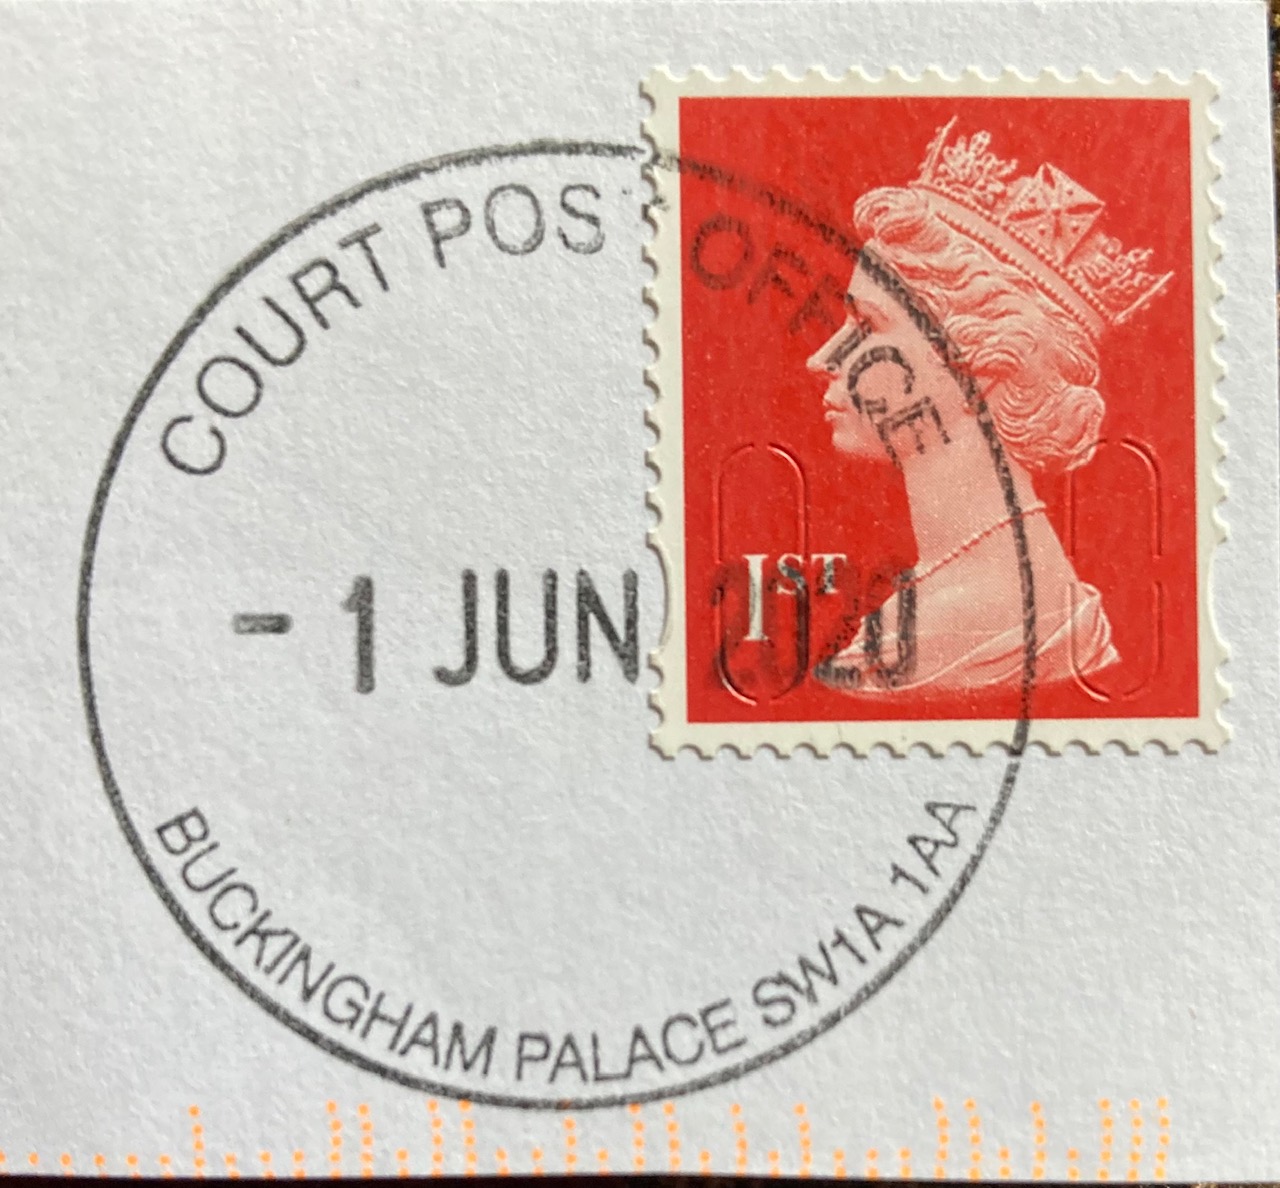 COURT POST OFFICE
- 1 JUN 2020
1ST
BUCKINGHAM PALACE SW1A 1AA